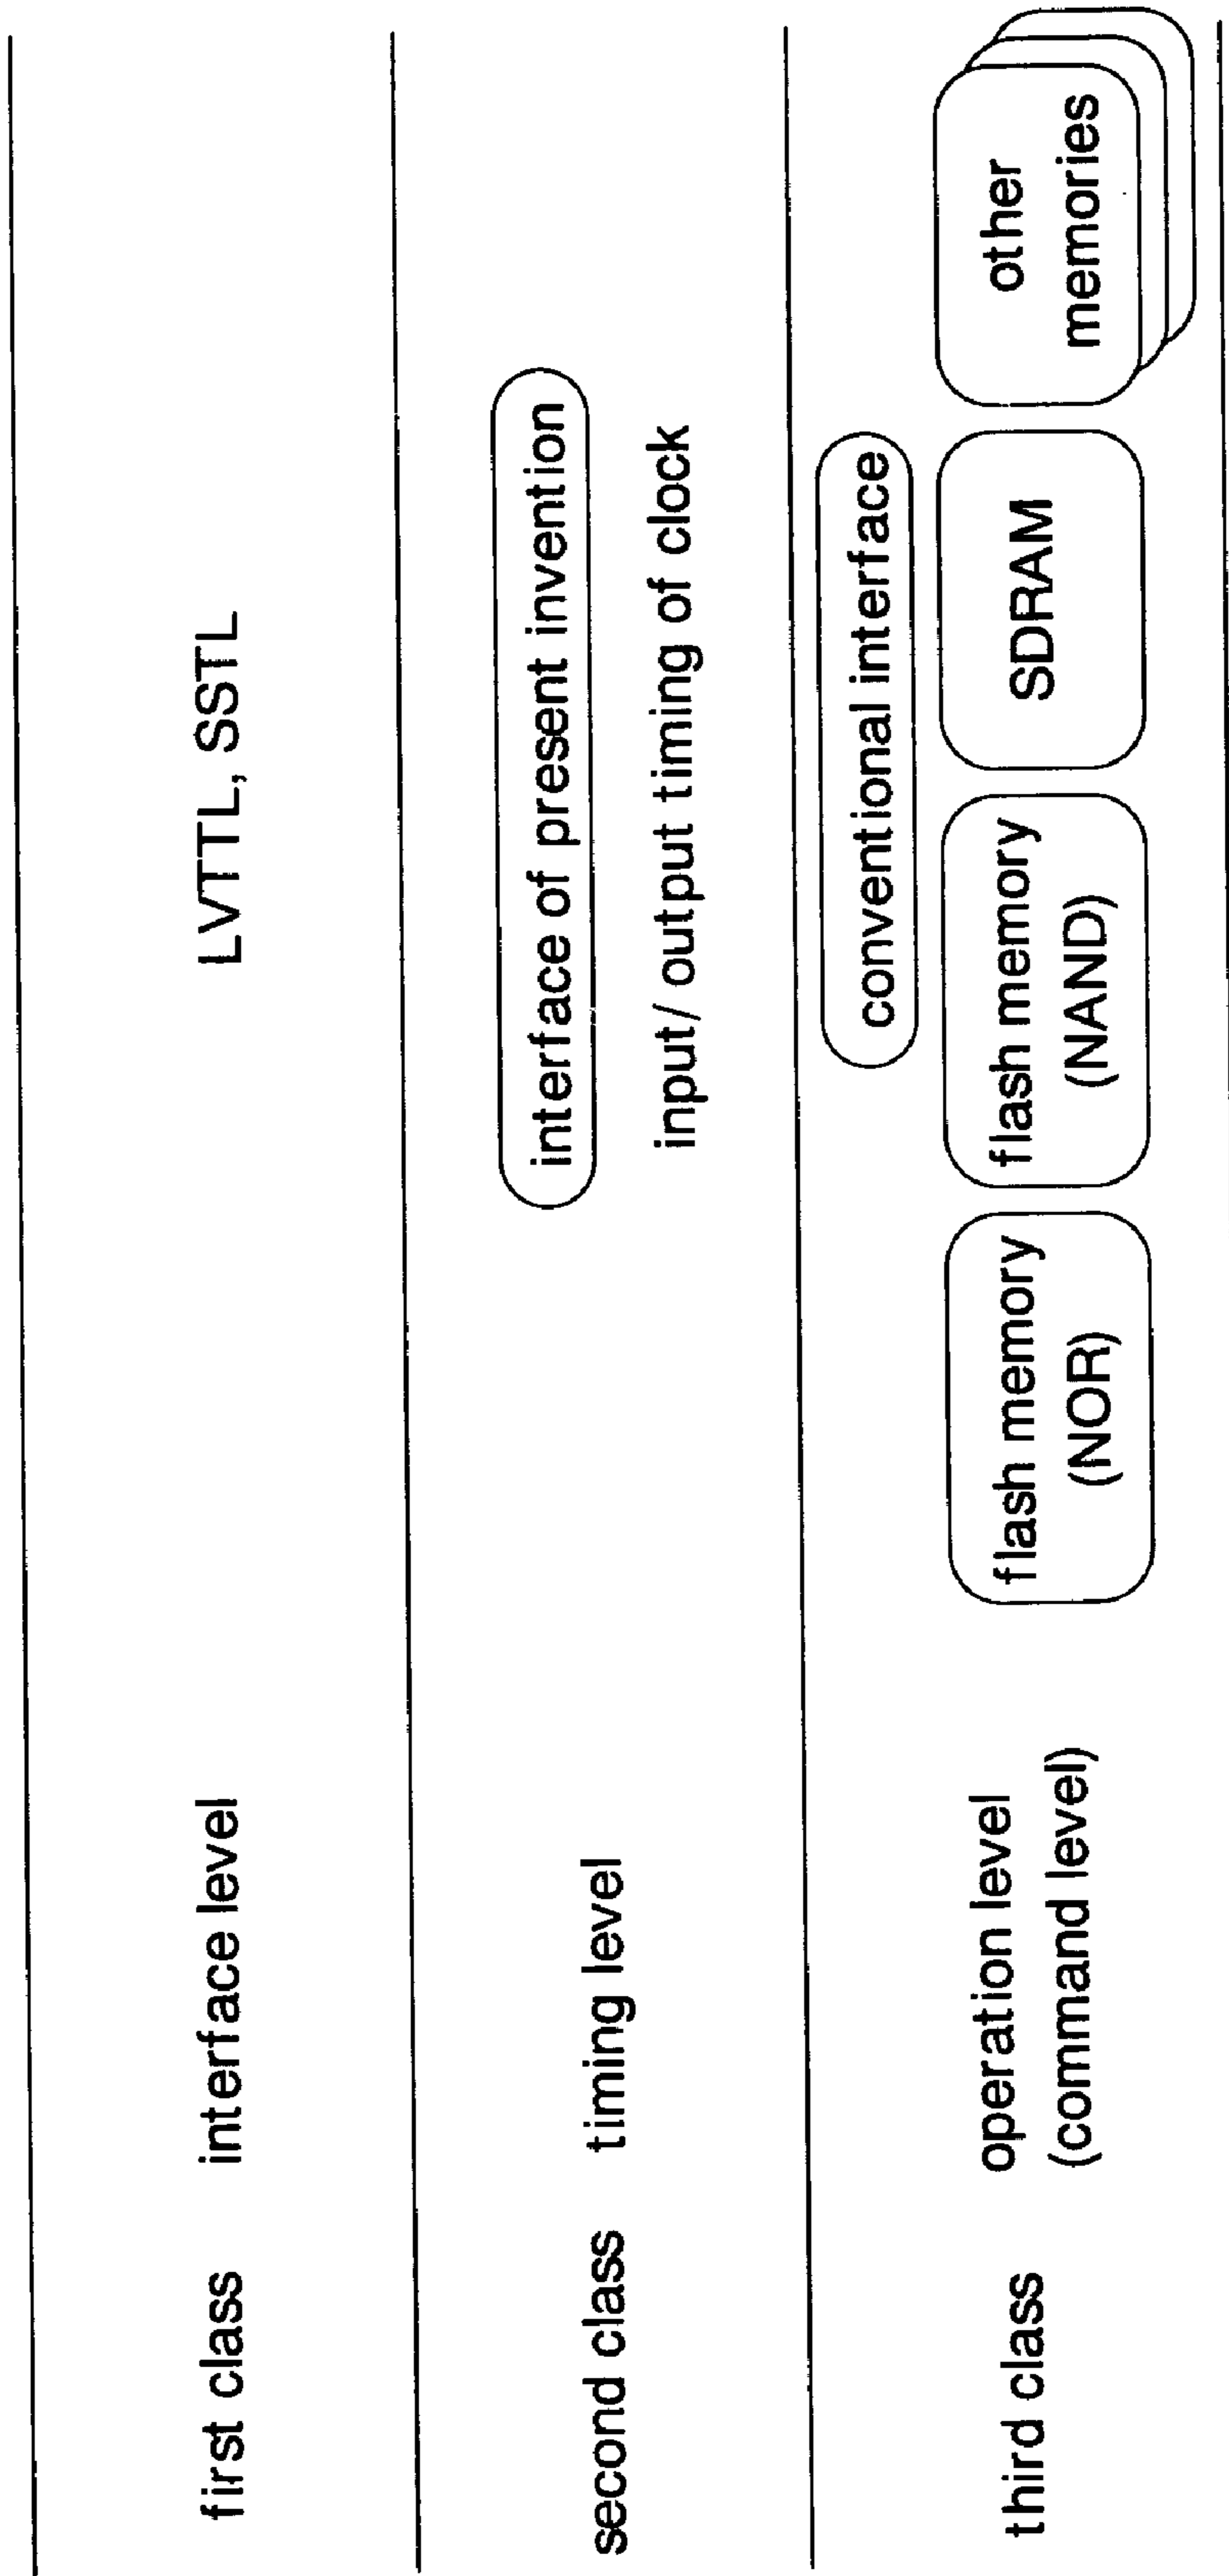 first class interface level LVTTL, SSTL
interface of present invention
second class timing level
input/ output timing of clock
conventional interface
third class
operation level
(command level)
flash memory
(NOR)
flash memory
(NAND)
SDRAM
other
memories